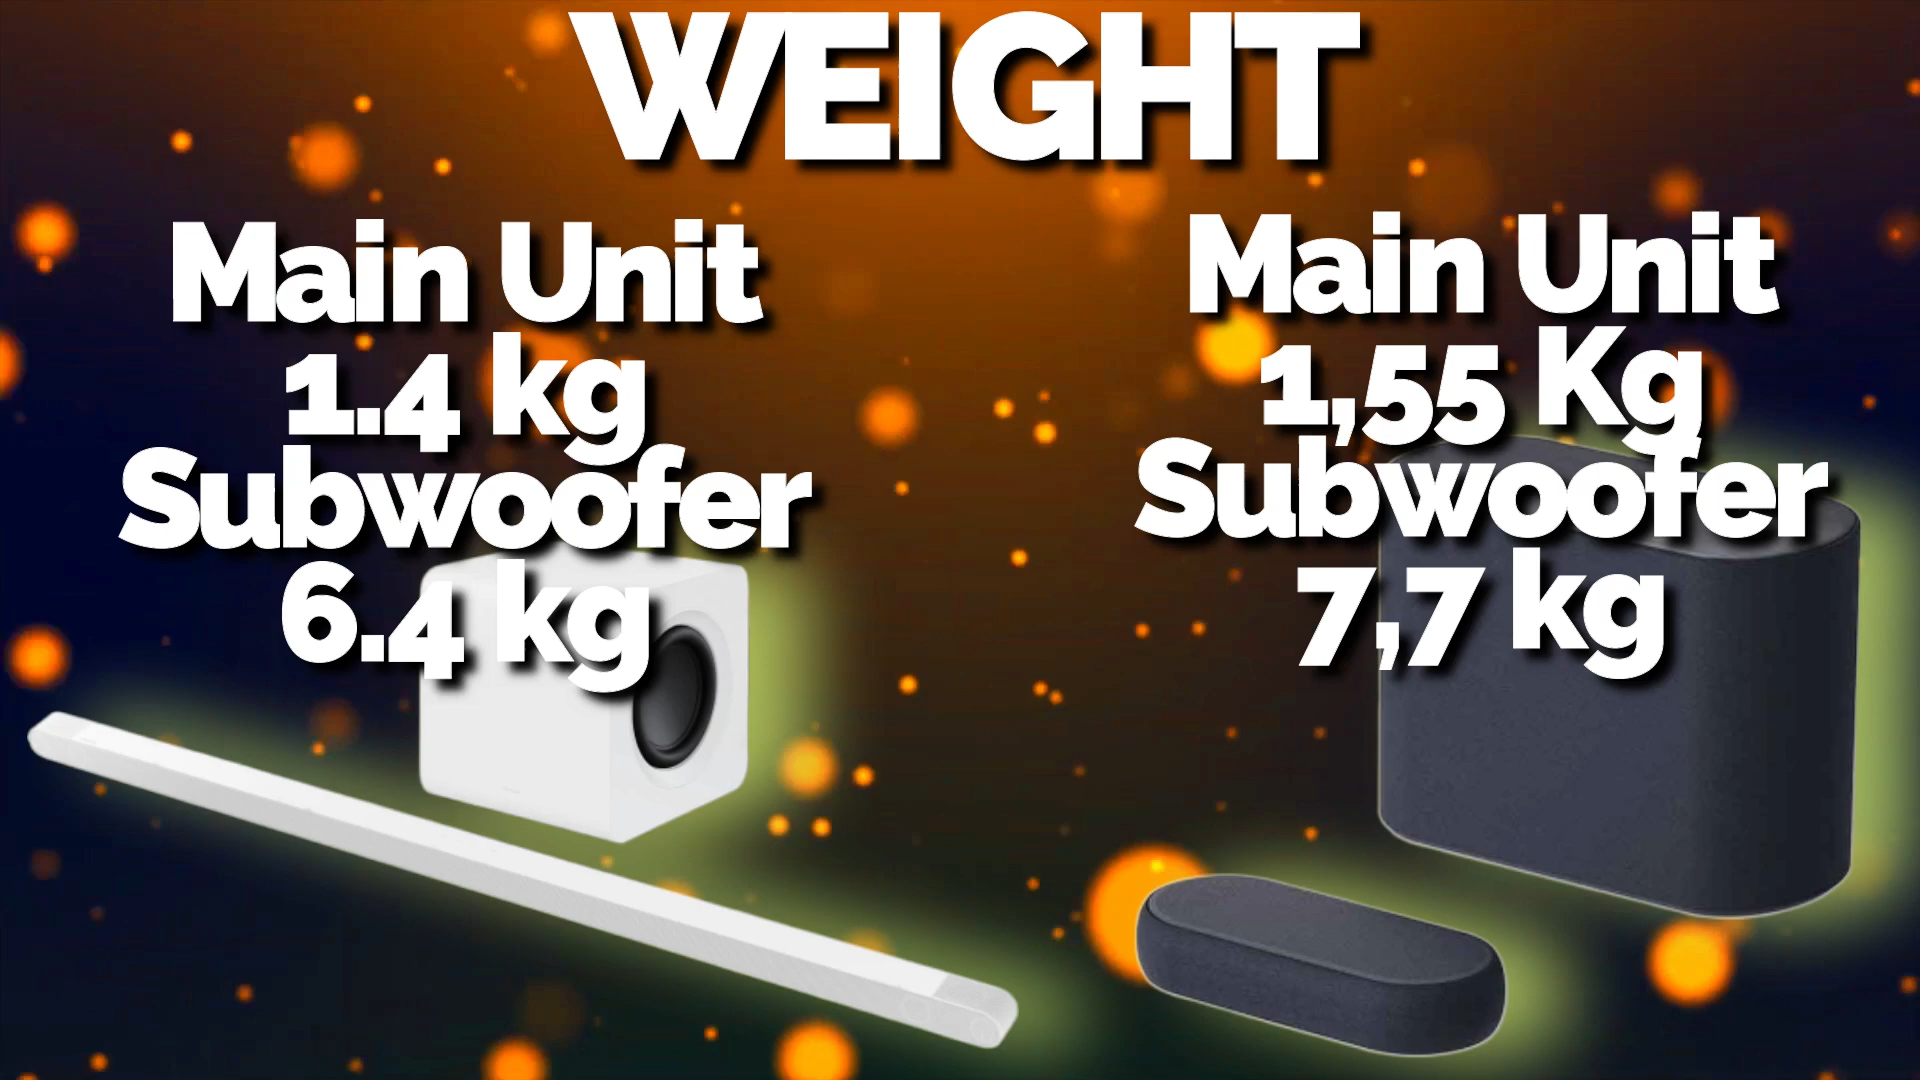 WEIGHT
Main Unit
1.4 kg
Subwoofer
6.4 kg
Main Unit
1,55 Kg
Subwoofer
7,7 kg